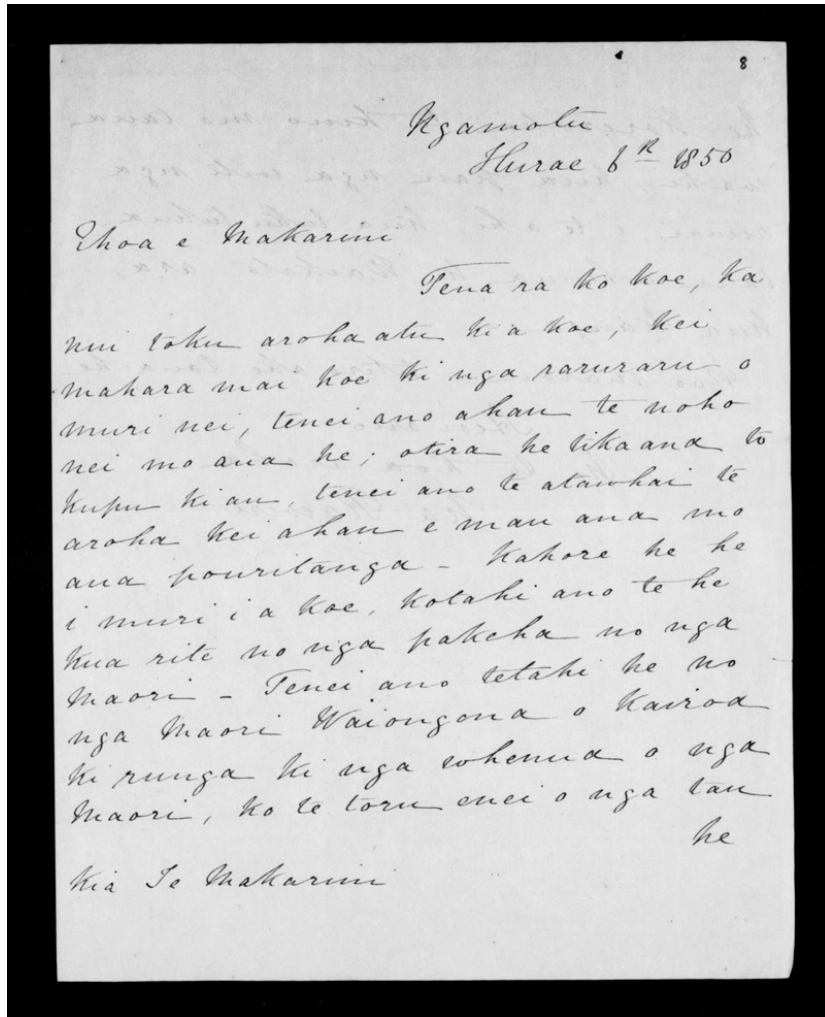 8
Ngamotu
Hurae 6th 1850
Ehoa e Makarini
Tena ra ko koe, ka
nui toku aroha atu ki a koe, kei
mahara mai koe ki nga raruraru o
muri nei, tenei ano ahau te noho
nei mo ana he; otira he tika ana to
kupu ki au, tenei ano te atawhai te
aroha kei ahau e mau ana mo
ana pouritanga - Kahore he he
i muri i a koe, kotahi ano te he
kua rite no nga pakeha no nga
Maori - Tenei ano tetahi he no
nga Maori Waiongona o Kairoa
ki runga ki nga whenua o nga
Maori, ko te toru enei o nga tau
he
Kia Te Makarini